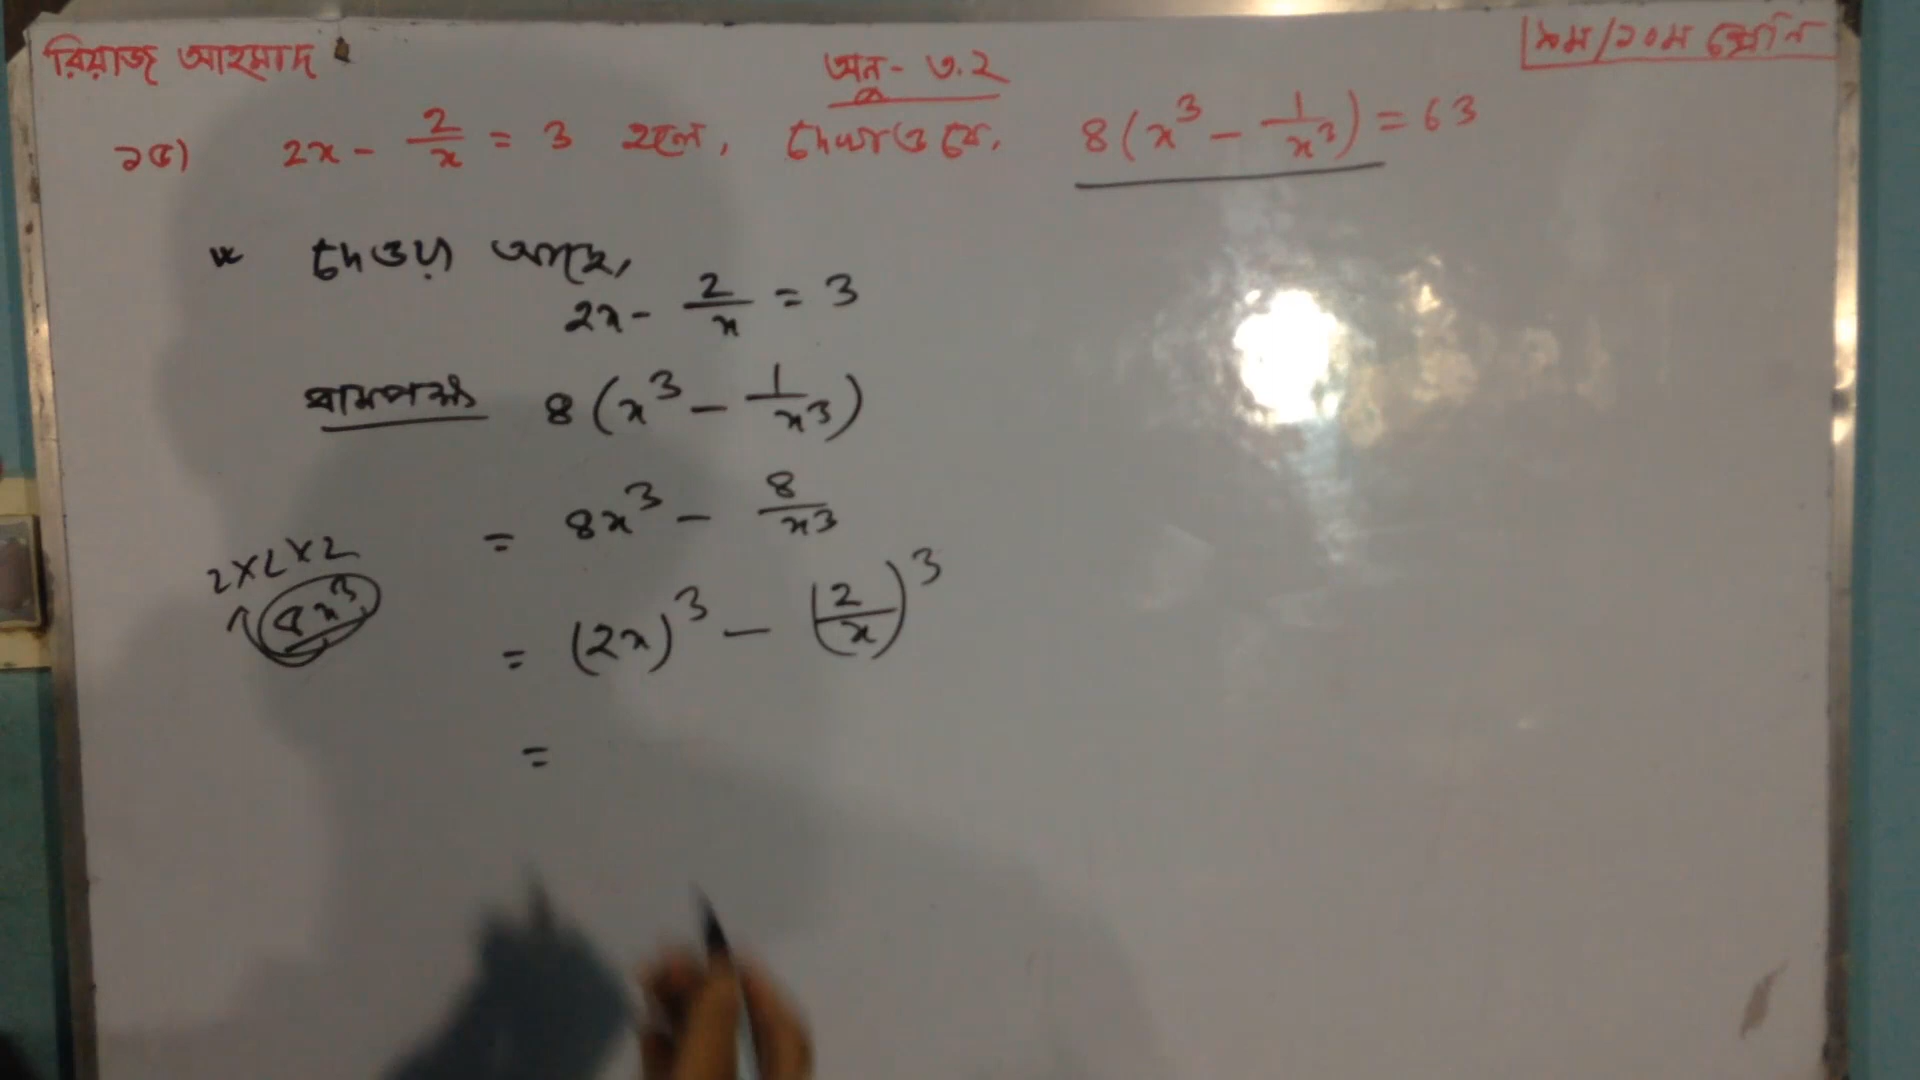 রিয়াজ আহমাদ
অনু - ৩.২
৯ম/১০ম শ্রেনি
১৫) 2x - 2/x = 3 হলে, দেখাও যে, 8(x³ - 1/x³) = 63
* দেওয়া আছে,
2x - 2/x = 3
বামপক্ষ 8(x³ - 1/x³)
= 8x³ - 8/x³
2×2×2
8x³
= (2x)³ - (2/x)³
=